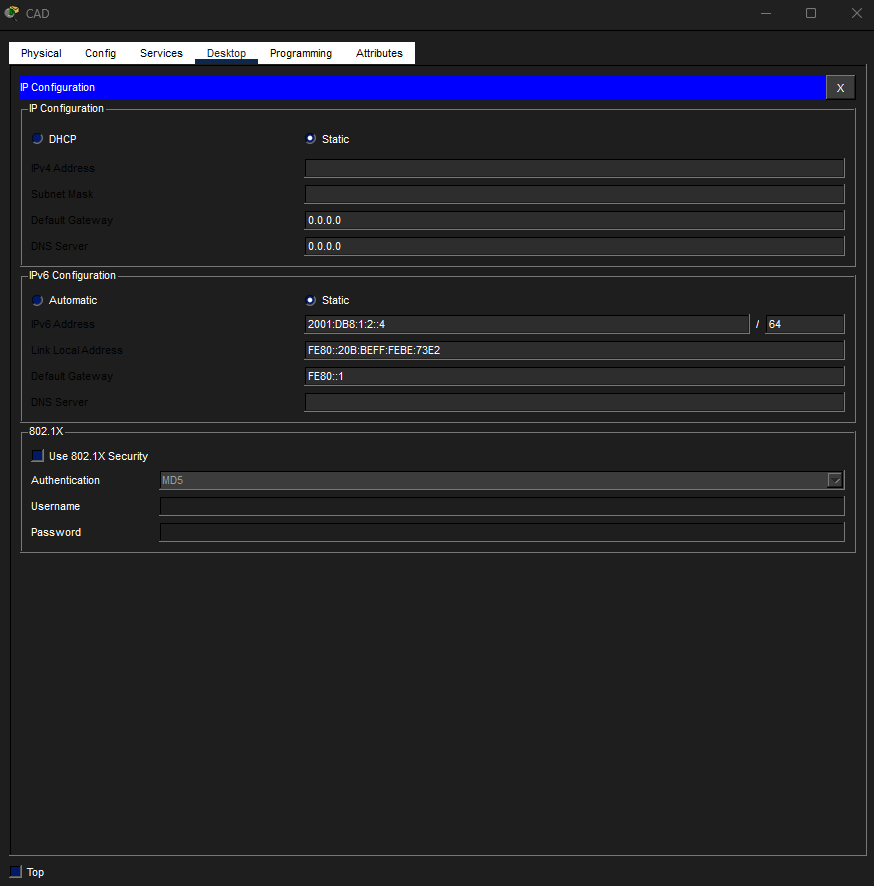 CAD
Physical Config Services Desktop Programming Attributes
IP Configuration X
IP Configuration
DHCP Static
IPv4 Address
Subnet Mask
Default Gateway 0.0.0.0
DNS Server 0.0.0.0
IPv6 Configuration
Automatic Static
IPv6 Address 2001:DB8:1:2::4 / 64
Link Local Address FE80::20B:BEFF:FEBE:73E2
Default Gateway FE80::1
DNS Server
802.1X
Use 802.1X Security
Authentication MD5
Username
Password
Top